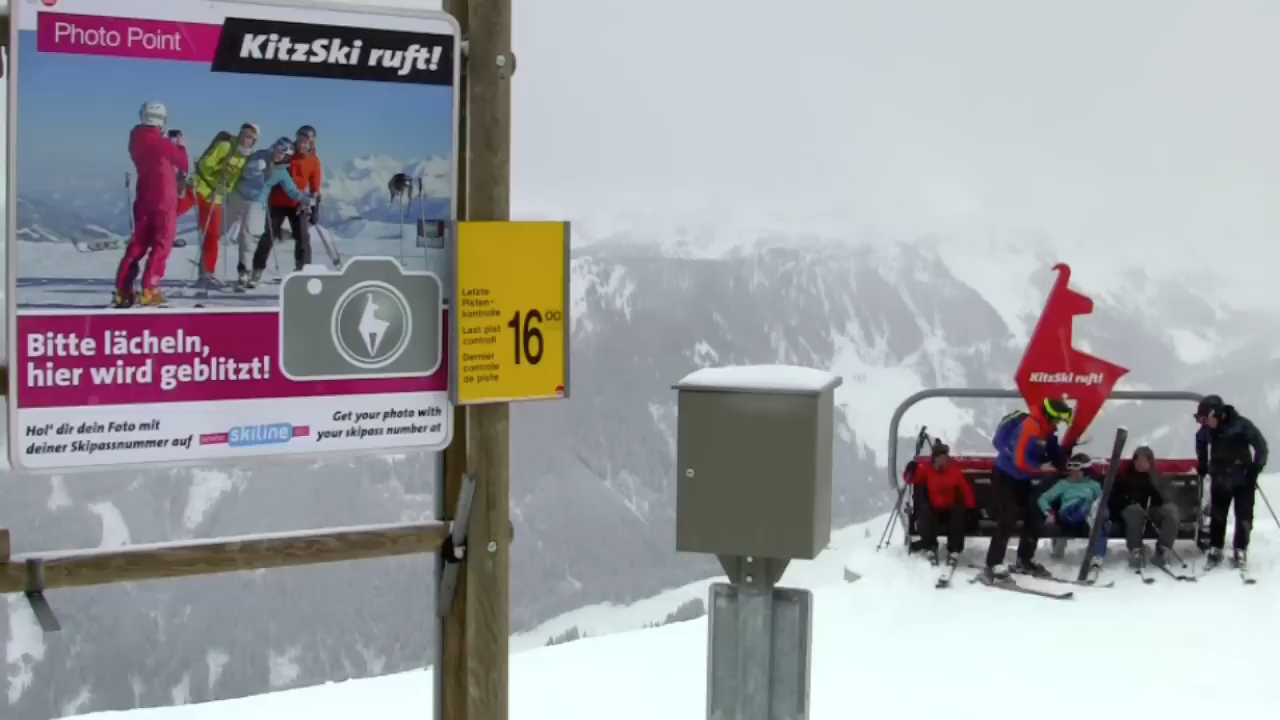 Photo Point
KitzSki ruft!
Bitte lächeln,
hier wird geblitzt!
Hol' dir dein Foto mit
deiner Skipassnummer auf
skiline
Get your photo with
your skipass number at
Letzte
Pisten-
kontrolle
Last pist
controll
Dernier
controle
de piste
16 00
KitzSki ruft!